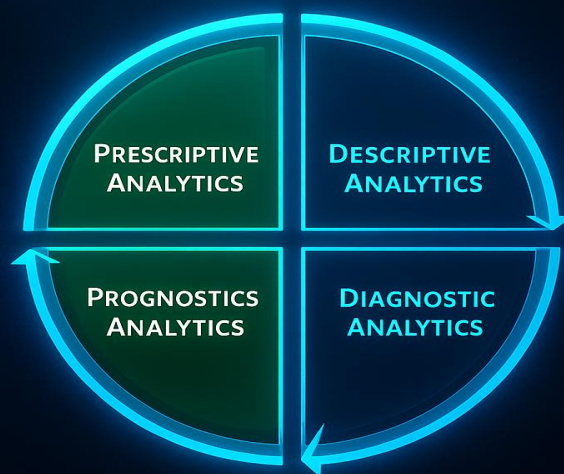 PRESCRIPTIVE
ANALYTICS
DESCRIPTIVE
ANALYTICS
PROGNOSTICS
ANALYTICS
DIAGNOSTIC
ANALYTICS